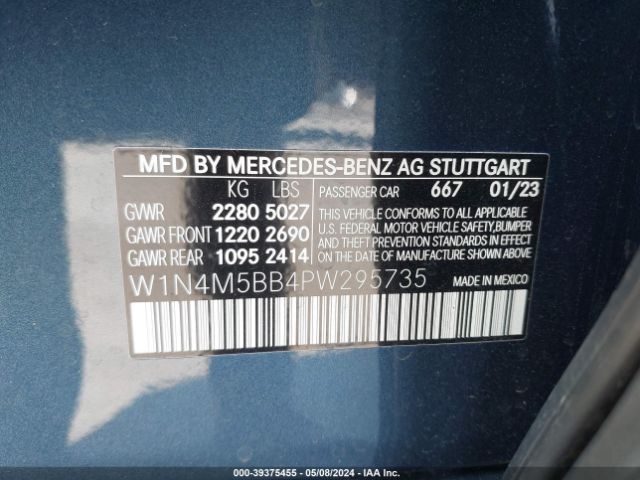 MFD BY MERCEDES-BENZ AG STUTTGART
KG LBS
GVWR 2280 5027
GAWR FRONT 1220 2690
GAWR REAR 1095 2414
PASSENGER CAR 667 01/23
THIS VEHICLE CONFORMS TO ALL APPLICABLE
U.S. FEDERAL MOTOR VEHICLE SAFETY,BUMPER
AND THEFT PREVENTION STANDARDS IN EFFECT
ON THE DATE OF MANUFACTURE SHOWN ABOVE.
W1N4M5BB4PW295735 MADE IN MEXICO
000-39375455 - 05/08/2024 - IAA Inc.